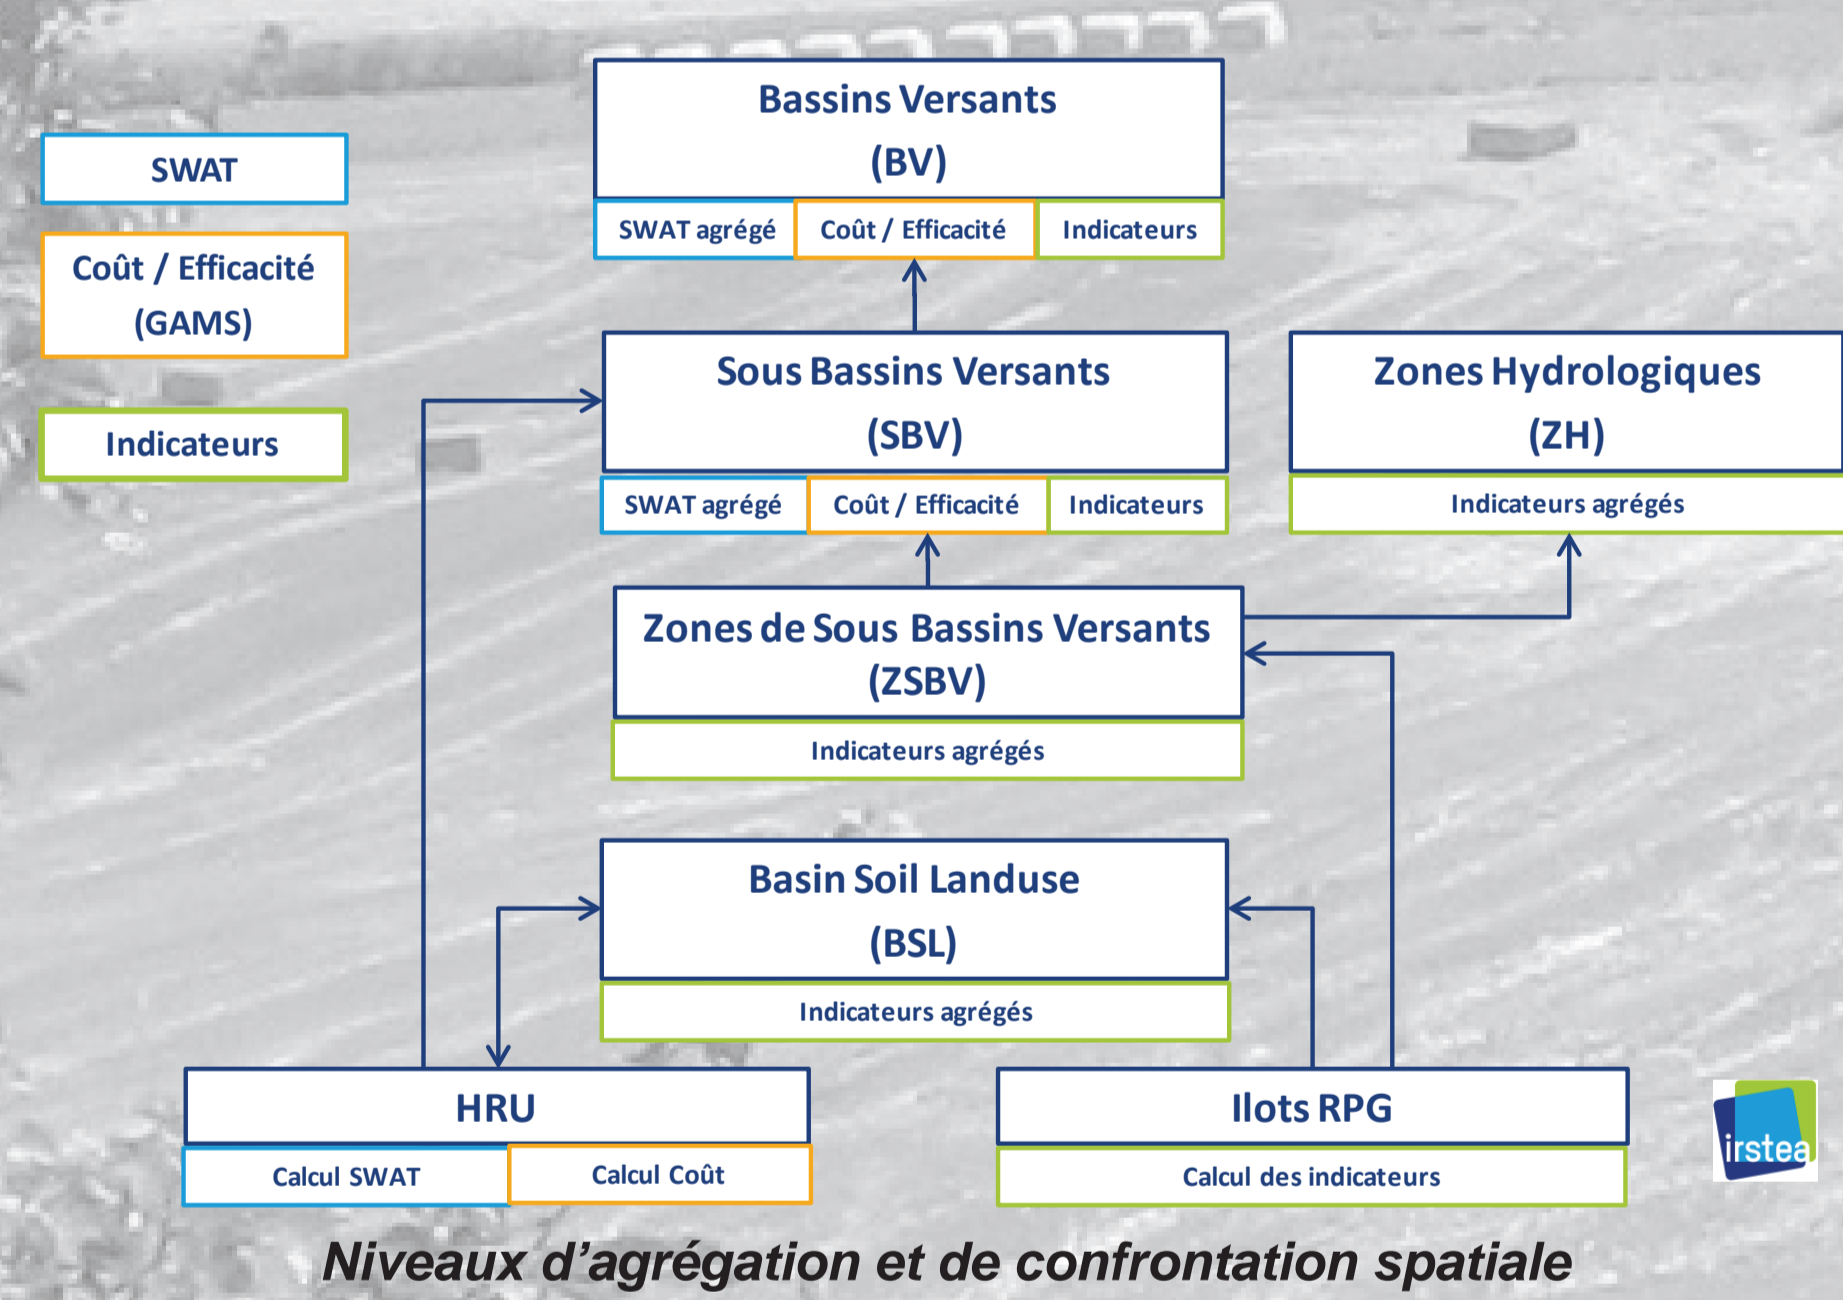 Bassins Versants
(BV)
SWAT agrégé
Coût / Efficacité
Indicateurs
SWAT
Coût / Efficacité
(GAMS)
Indicateurs
Sous Bassins Versants
(SBV)
SWAT agrégé
Coût / Efficacité
Indicateurs
Zones Hydrologiques
(ZH)
Indicateurs agrégés
Zones de Sous Bassins Versants
(ZSBV)
Indicateurs agrégés
Basin Soil Landuse
(BSL)
Indicateurs agrégés
HRU
Calcul SWAT
Calcul Coût
Ilots RPG
Calcul des indicateurs
irstea
Niveaux d’agrégation et de confrontation spatiale